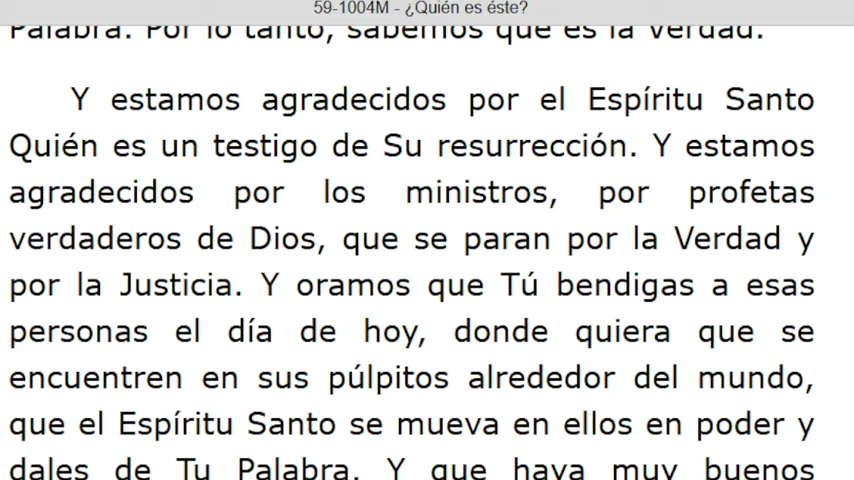 59-1004M - ¿Quién es éste?
Palabra. Por lo tanto, sabemos que es la verdad.
Y estamos agradecidos por el Espíritu Santo
Quién es un testigo de Su resurrección. Y estamos
agradecidos por los ministros, por profetas
verdaderos de Dios, que se paran por la Verdad y
por la Justicia. Y oramos que Tú bendigas a esas
personas el día de hoy, donde quiera que se
encuentren en sus púlpitos alrededor del mundo,
que el Espíritu Santo se mueva en ellos en poder y
dales de Tu Palabra. Y que haya muy buenos